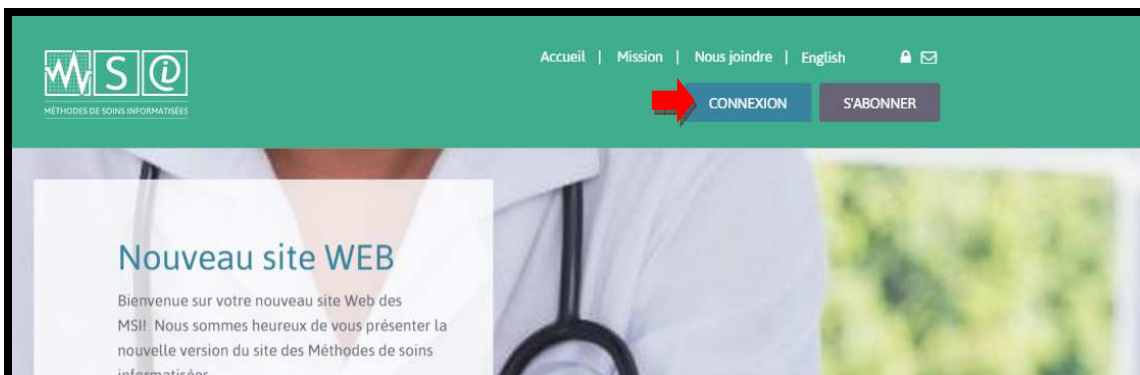 MSi
MÉTHODES DE SOINS INFORMATISÉES
Accueil | Mission | Nous joindre | English
CONNEXION
S'ABONNER
Nouveau site WEB
Bienvenue sur votre nouveau site Web des
MSI! Nous sommes heureux de vous présenter la
nouvelle version du site des Méthodes de soins
informatisées